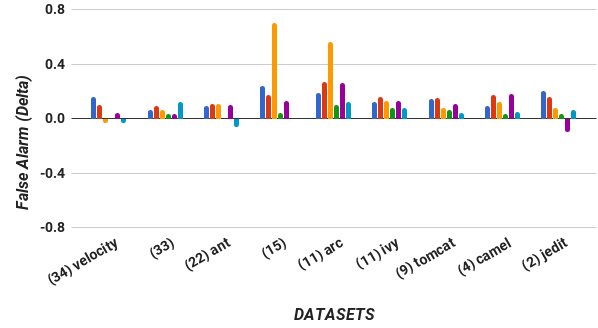 0.8
0.4
0.0
-0.4
-0.8
False Alarm (Delta)
(34) velocity
(33)
(22) ant
(15)
(11) arc
(11) ivy
(9) tomcat
(4) camel
(2) jedit
DATASETS